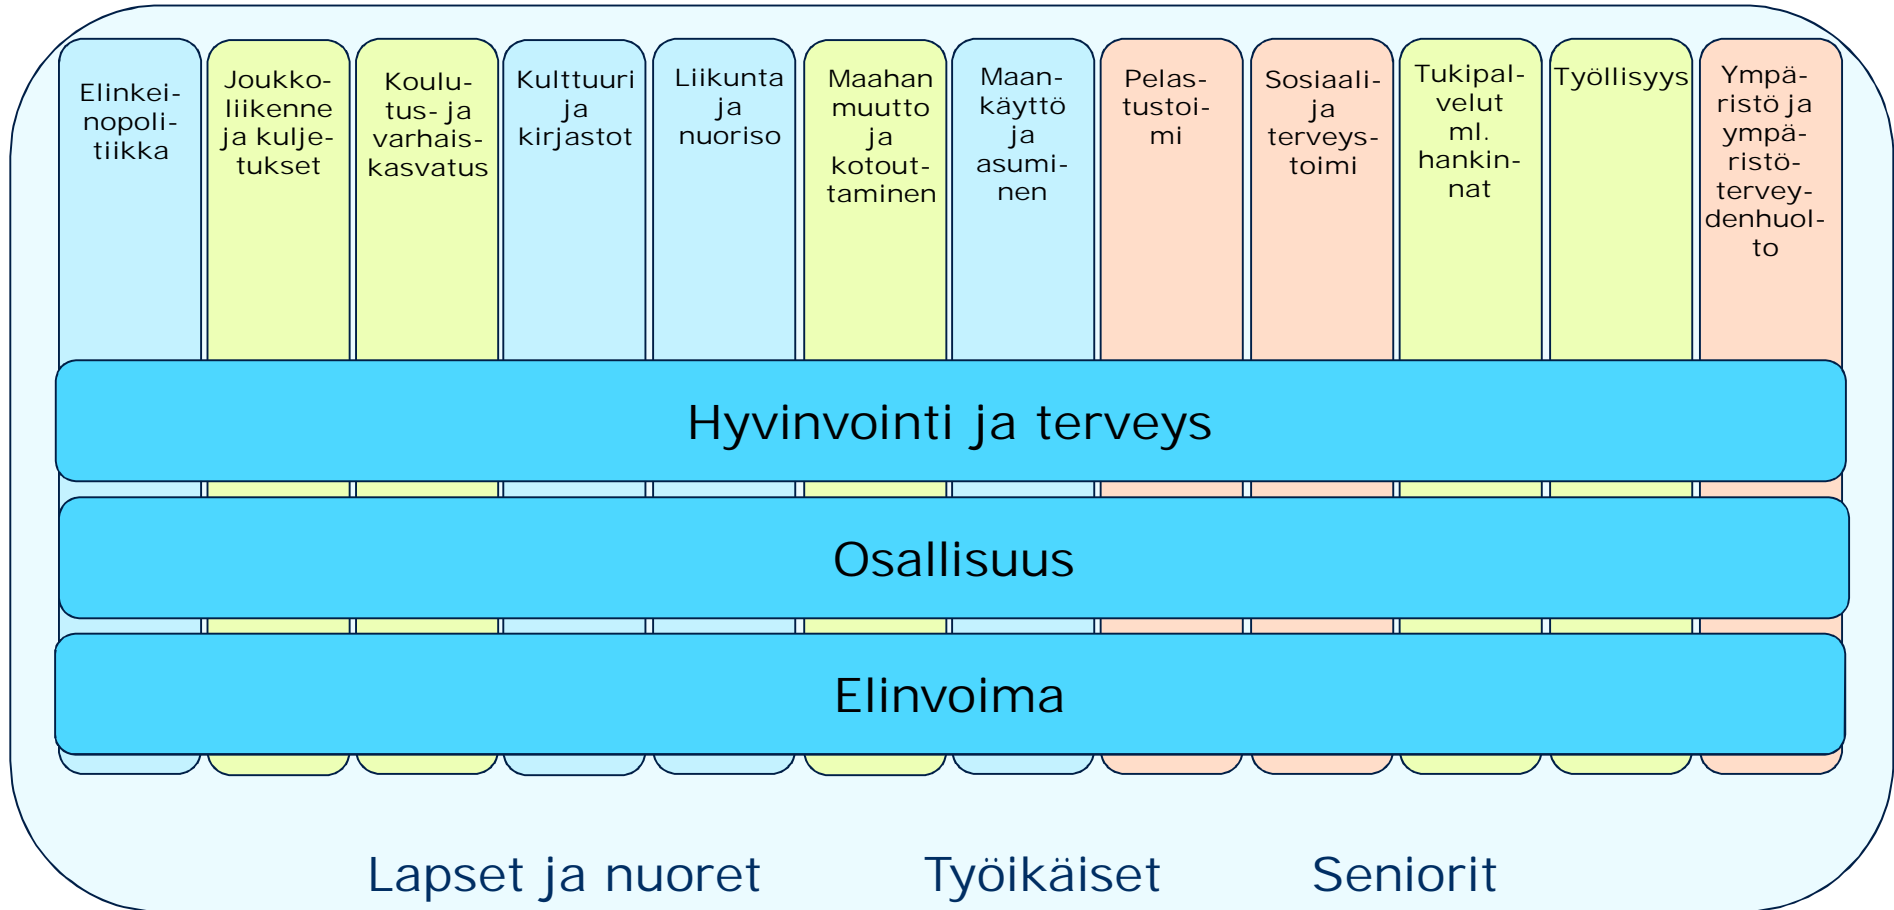 Elinkei-
nopoli-
tiikka
Joukko-
liikenne
ja kulje-
tukset
Koulu-
tus- ja
varhais-
kasvatus
Kulttuuri
ja
kirjastot
Liikunta
ja
nuoriso
Maahan
muutto
ja
kotout-
taminen
Maan-
käyttö
ja
asumi-
nen
Pelas-
tustoi-
mi
Sosiaali-
ja
terveys-
toimi
Tukipal-
velut
ml.
hankin-
nat
Työllisyys
Ympä-
ristö ja
ympä-
ristö-
tervey-
denhuol-
to
Hyvinvointi ja terveys
Osallisuus
Elinvoima
Lapset ja nuoret
Työikäiset
Seniorit